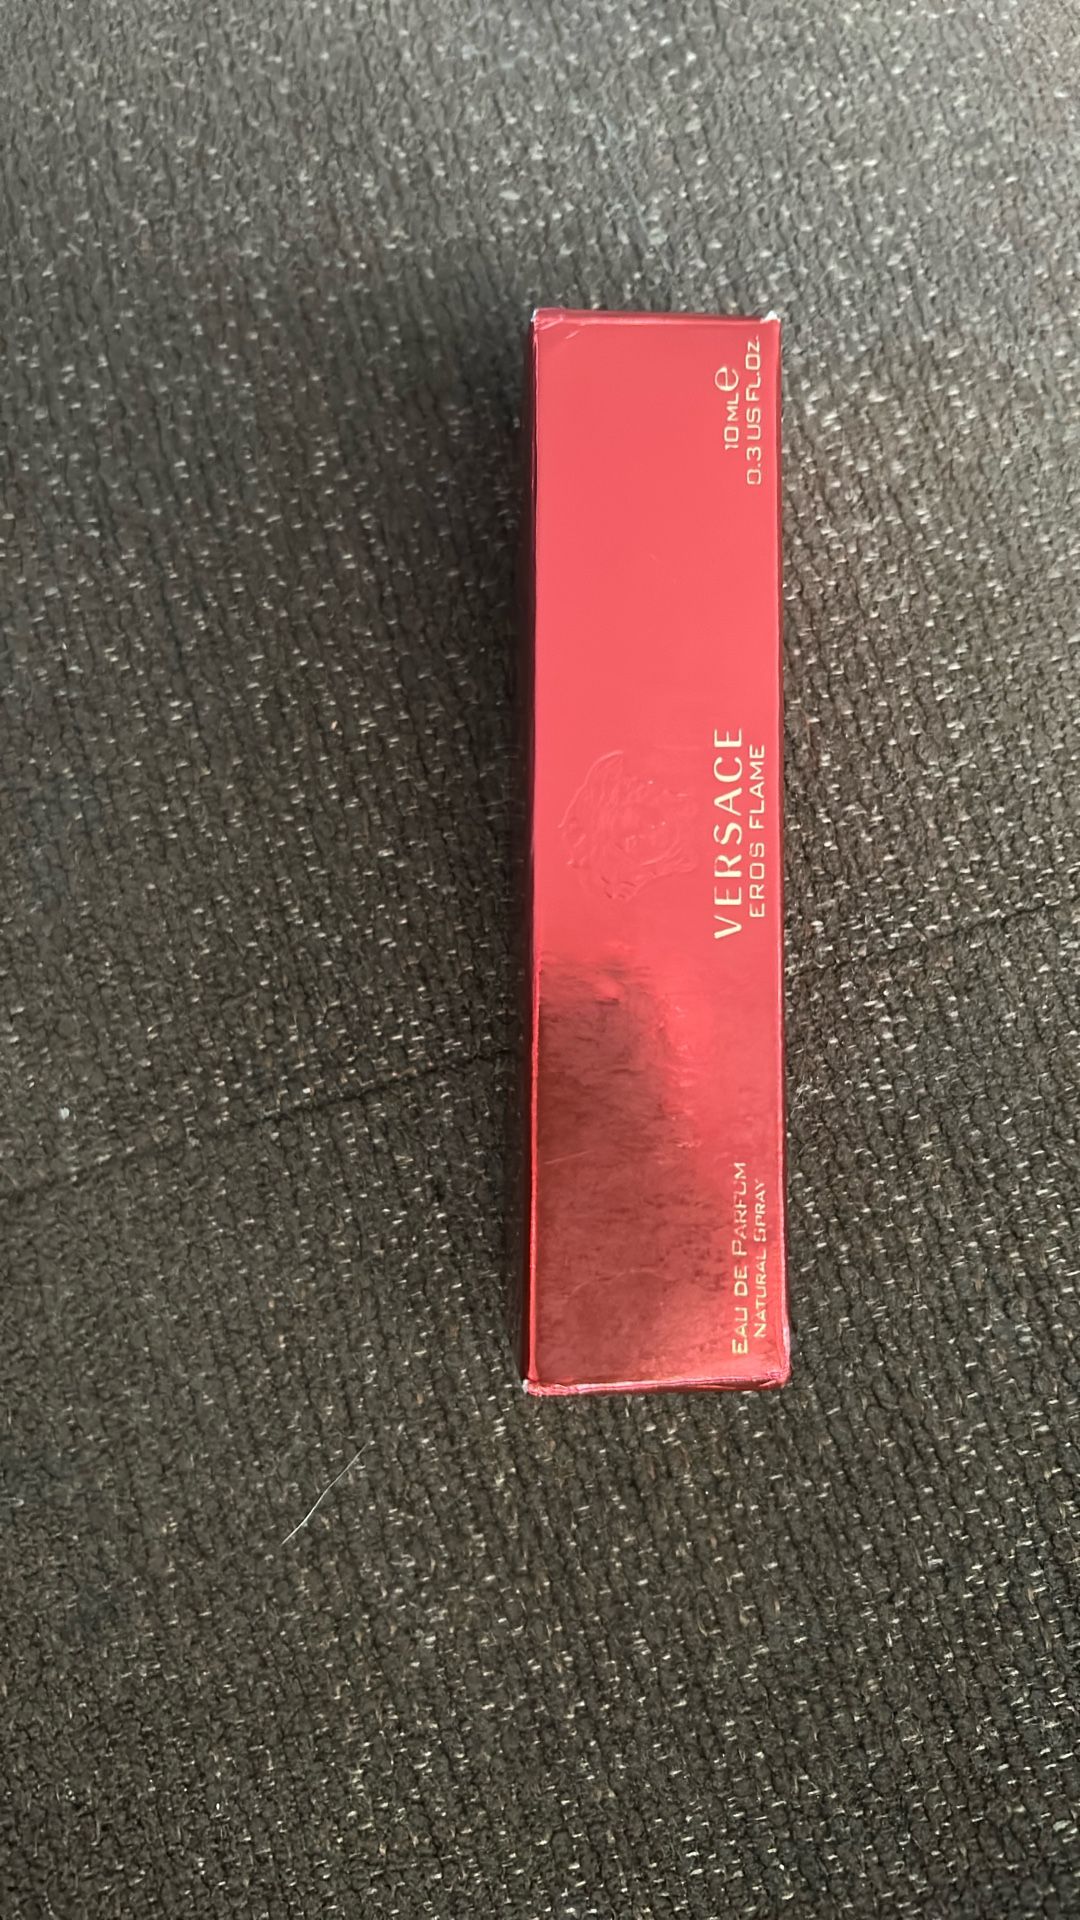 VERSACE
EROS FLAME
EAU DE PARFUM
NATURAL SPRAY
10 ML e
0.3 US FL.OZ.